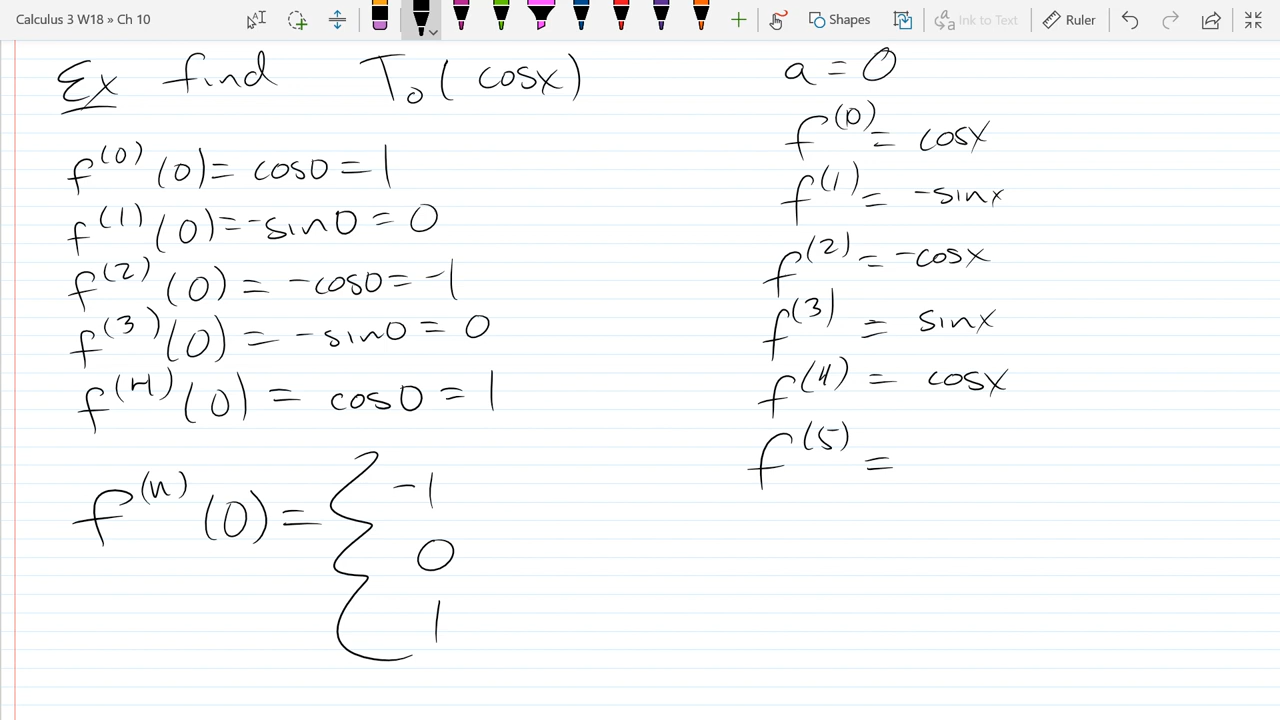 Calculus 3 W18 » Ch 10
Shapes
Ink to Text
Ruler
Ex find T₀(cosx)
a = 0
f⁽⁰⁾(0) = cos0 = 1
f⁽¹⁾(0) = -sin0 = 0
f⁽²⁾(0) = -cos0 = -1
f⁽³⁾(0) = -sin0 = 0
f⁽⁴⁾(0) = cos0 = 1
f⁽ⁿ⁾(0) = {
-1
0
1
f⁽⁰⁾ = cosx
f⁽¹⁾ = -sinx
f⁽²⁾ = -cosx
f⁽³⁾ = sinx
f⁽⁴⁾ = cosx
f⁽⁵⁾ =